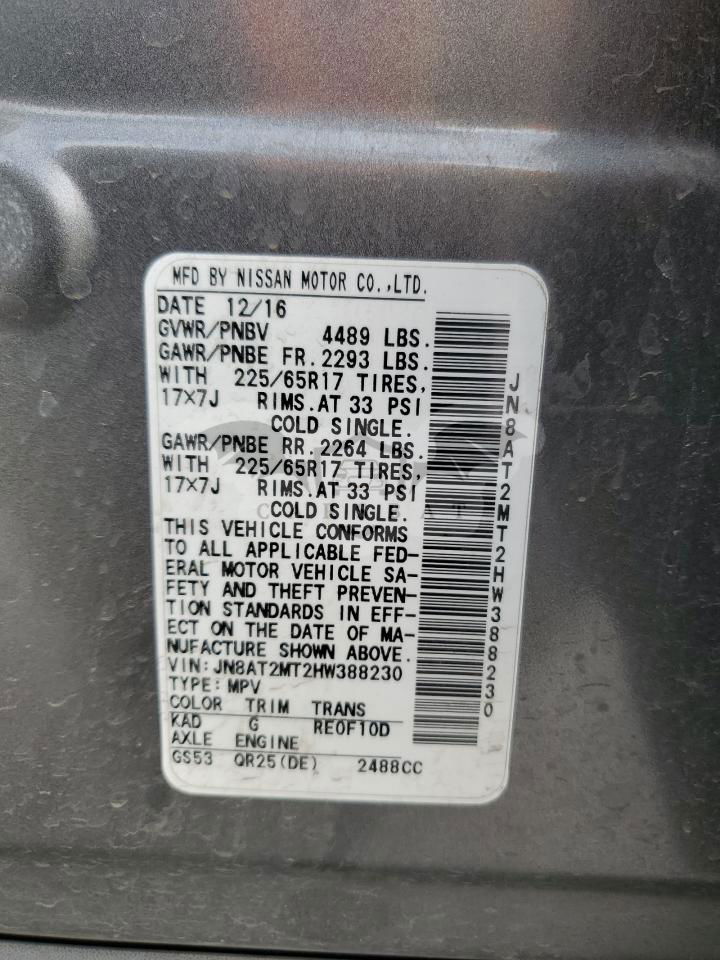 MFD BY NISSAN MOTOR CO.,LTD.
DATE 12/16
GVWR/PNBV 4489 LBS.
GAWR/PNBE FR.2293 LBS.
WITH 225/65R17 TIRES,
17×7J RIMS.AT 33 PSI
COLD SINGLE.
GAWR/PNBE RR.2264 LBS.
WITH 225/65R17 TIRES,
17×7J RIMS.AT 33 PSI
COLD SINGLE.
THIS VEHICLE CONFORMS
TO ALL APPLICABLE FED-
ERAL MOTOR VEHICLE SA-
FETY AND THEFT PREVEN-
TION STANDARDS IN EFF-
ECT ON THE DATE OF MA-
NUFACTURE SHOWN ABOVE.
VIN:JN8AT2MT2HW388230
TYPE:MPV
COLOR TRIM TRANS
KAD G RE0F10D
AXLE ENGINE
GS53 QR25(DE) 2488CC
JN8AT2MT2HW388230